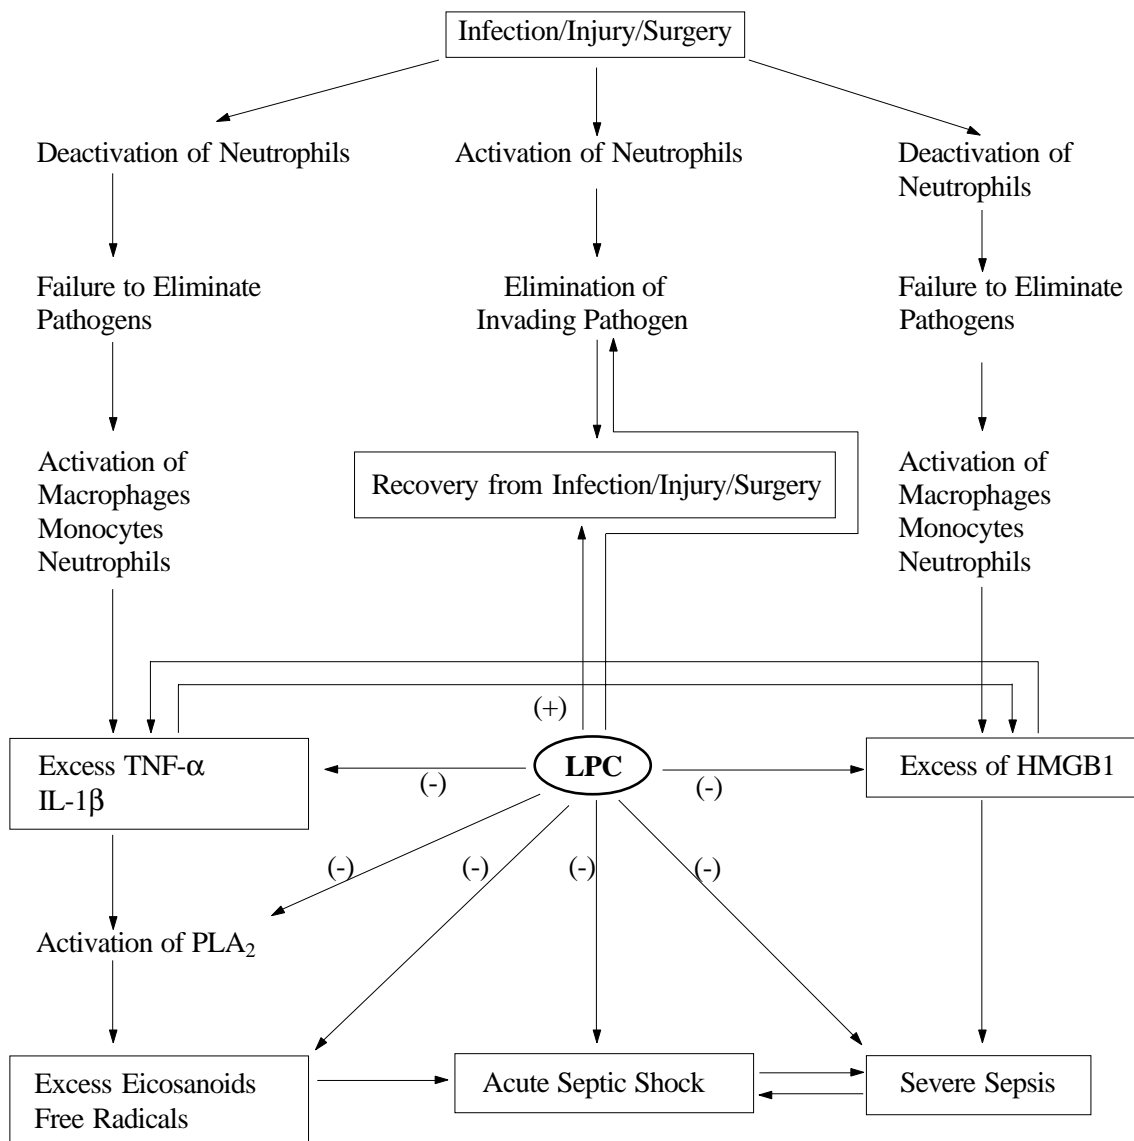 Infection/Injury/Surgery
Deactivation of Neutrophils
Activation of Neutrophils
Deactivation of
Neutrophils
Failure to Eliminate
Pathogens
Elimination of
Invading Pathogen
Failure to Eliminate
Pathogens
Activation of
Macrophages
Monocytes
Neutrophils
Recovery from Infection/Injury/Surgery
Activation of
Macrophages
Monocytes
Neutrophils
(+)
Excess TNF-α
IL-1β
(-)
LPC
(-)
Excess of HMGB1
(-)
(-)
(-)
(-)
Activation of PLA₂
Excess Eicosanoids
Free Radicals
Acute Septic Shock
Severe Sepsis